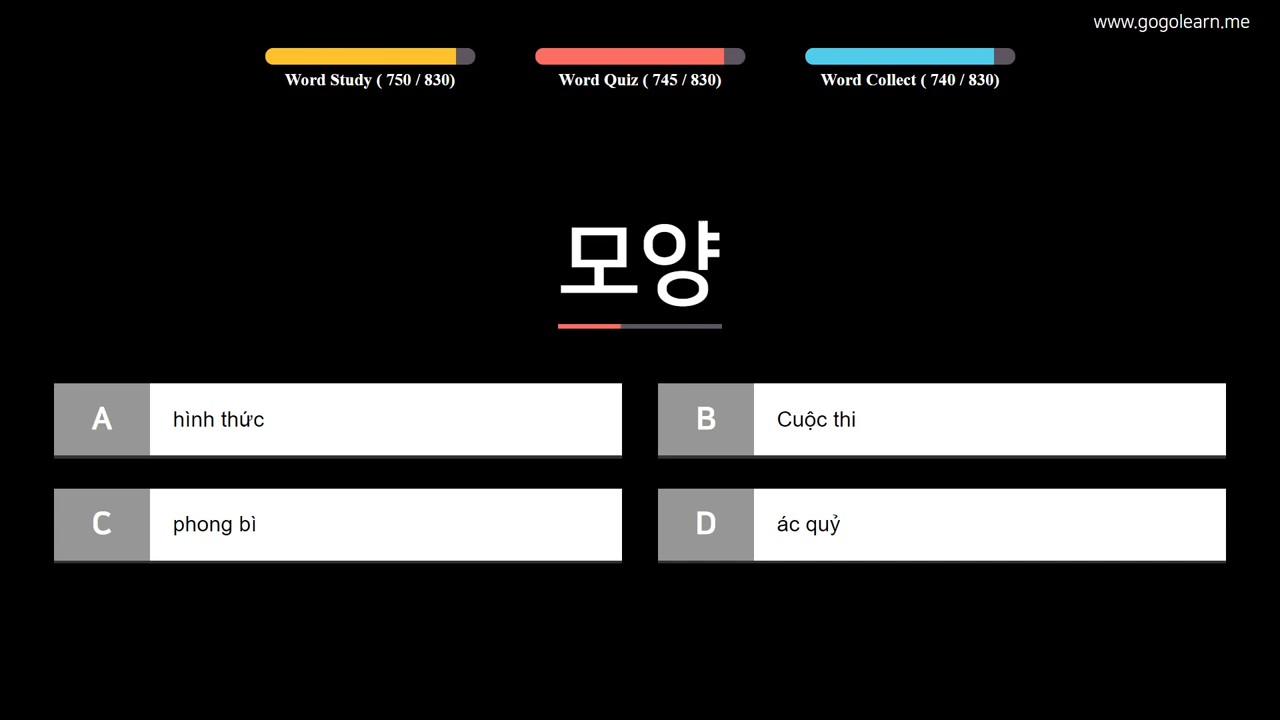 www.gogolearn.me
Word Study ( 750 / 830)
Word Quiz ( 745 / 830)
Word Collect ( 740 / 830)
모양
A hình thức
B Cuộc thi
C phong bì
D ác quỷ